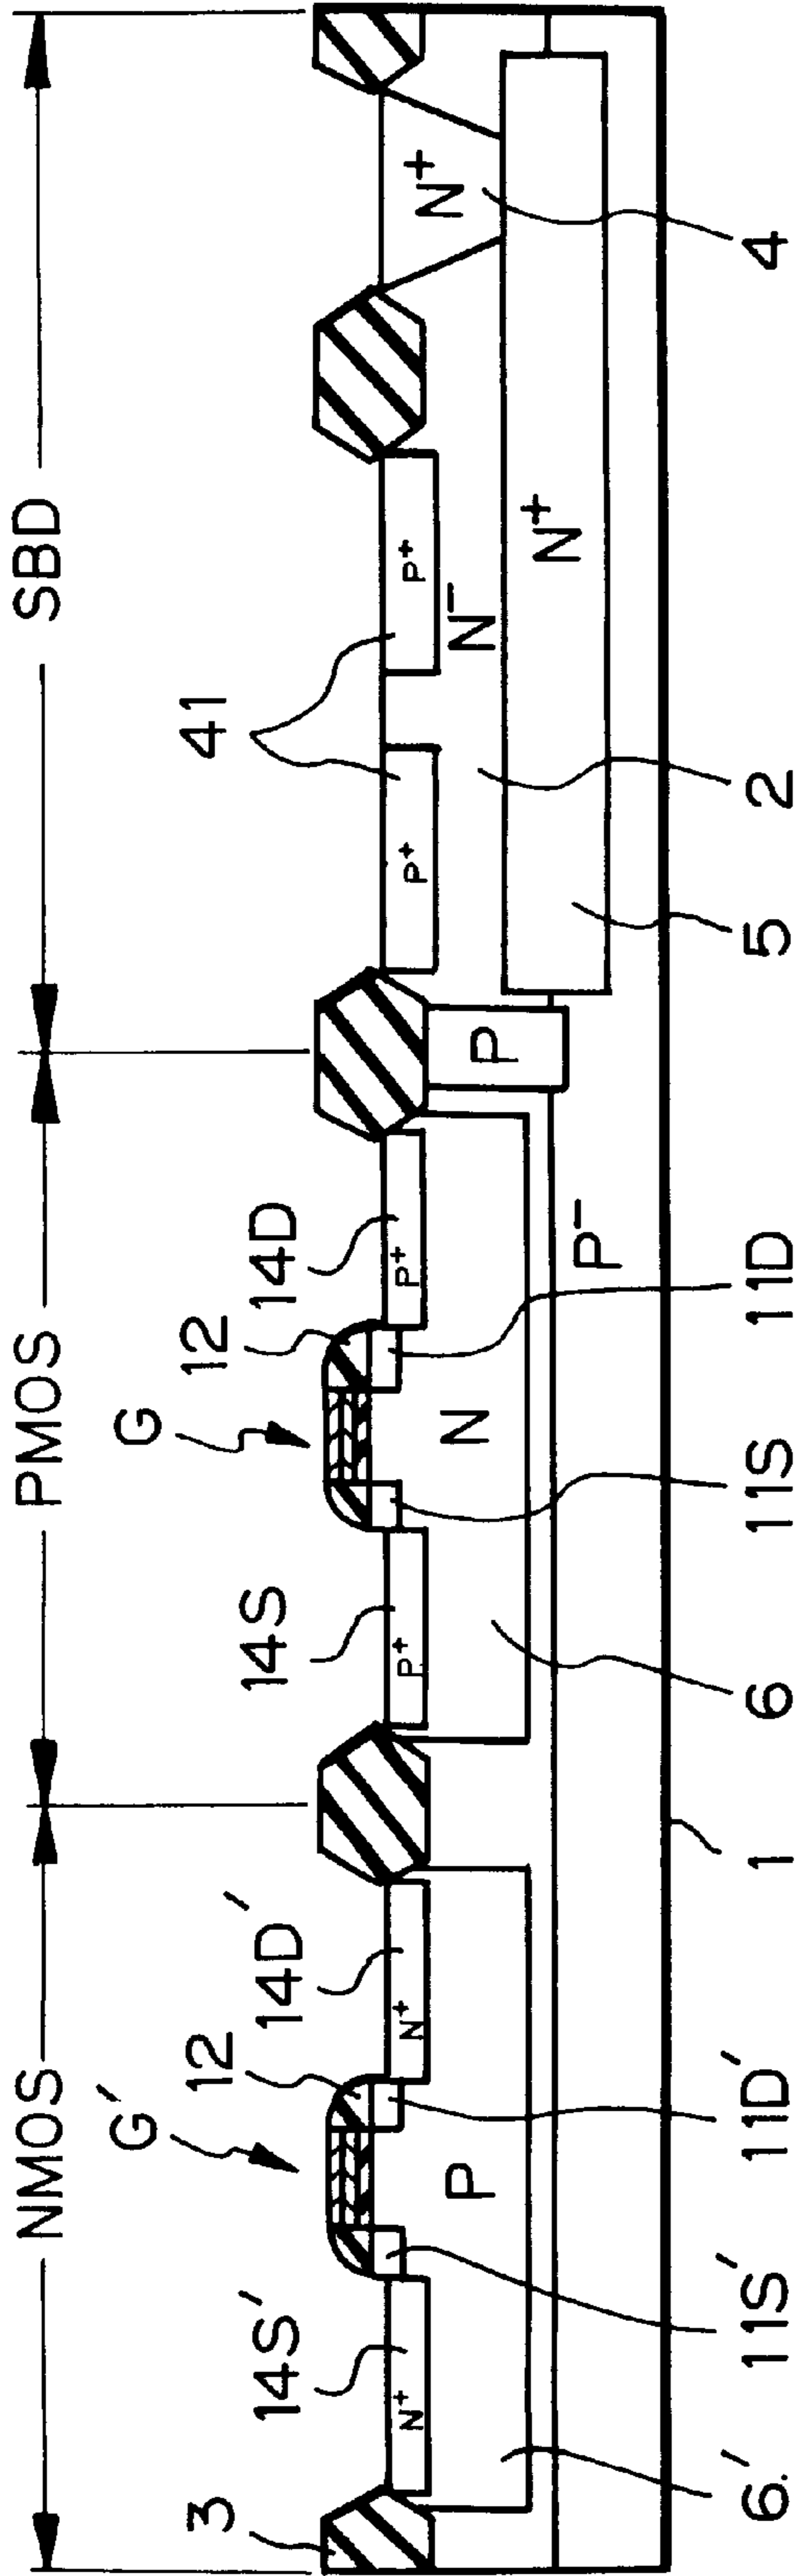 NMOS PMOS SBD
G' G 41
3 14S' 12 14D' 14S 12 14D
N+ N+ P+ P+ P+ P+ N+
P N P N−
P− N+
6.' 11S' 11D' 1 6 11S 11D 5 2 4